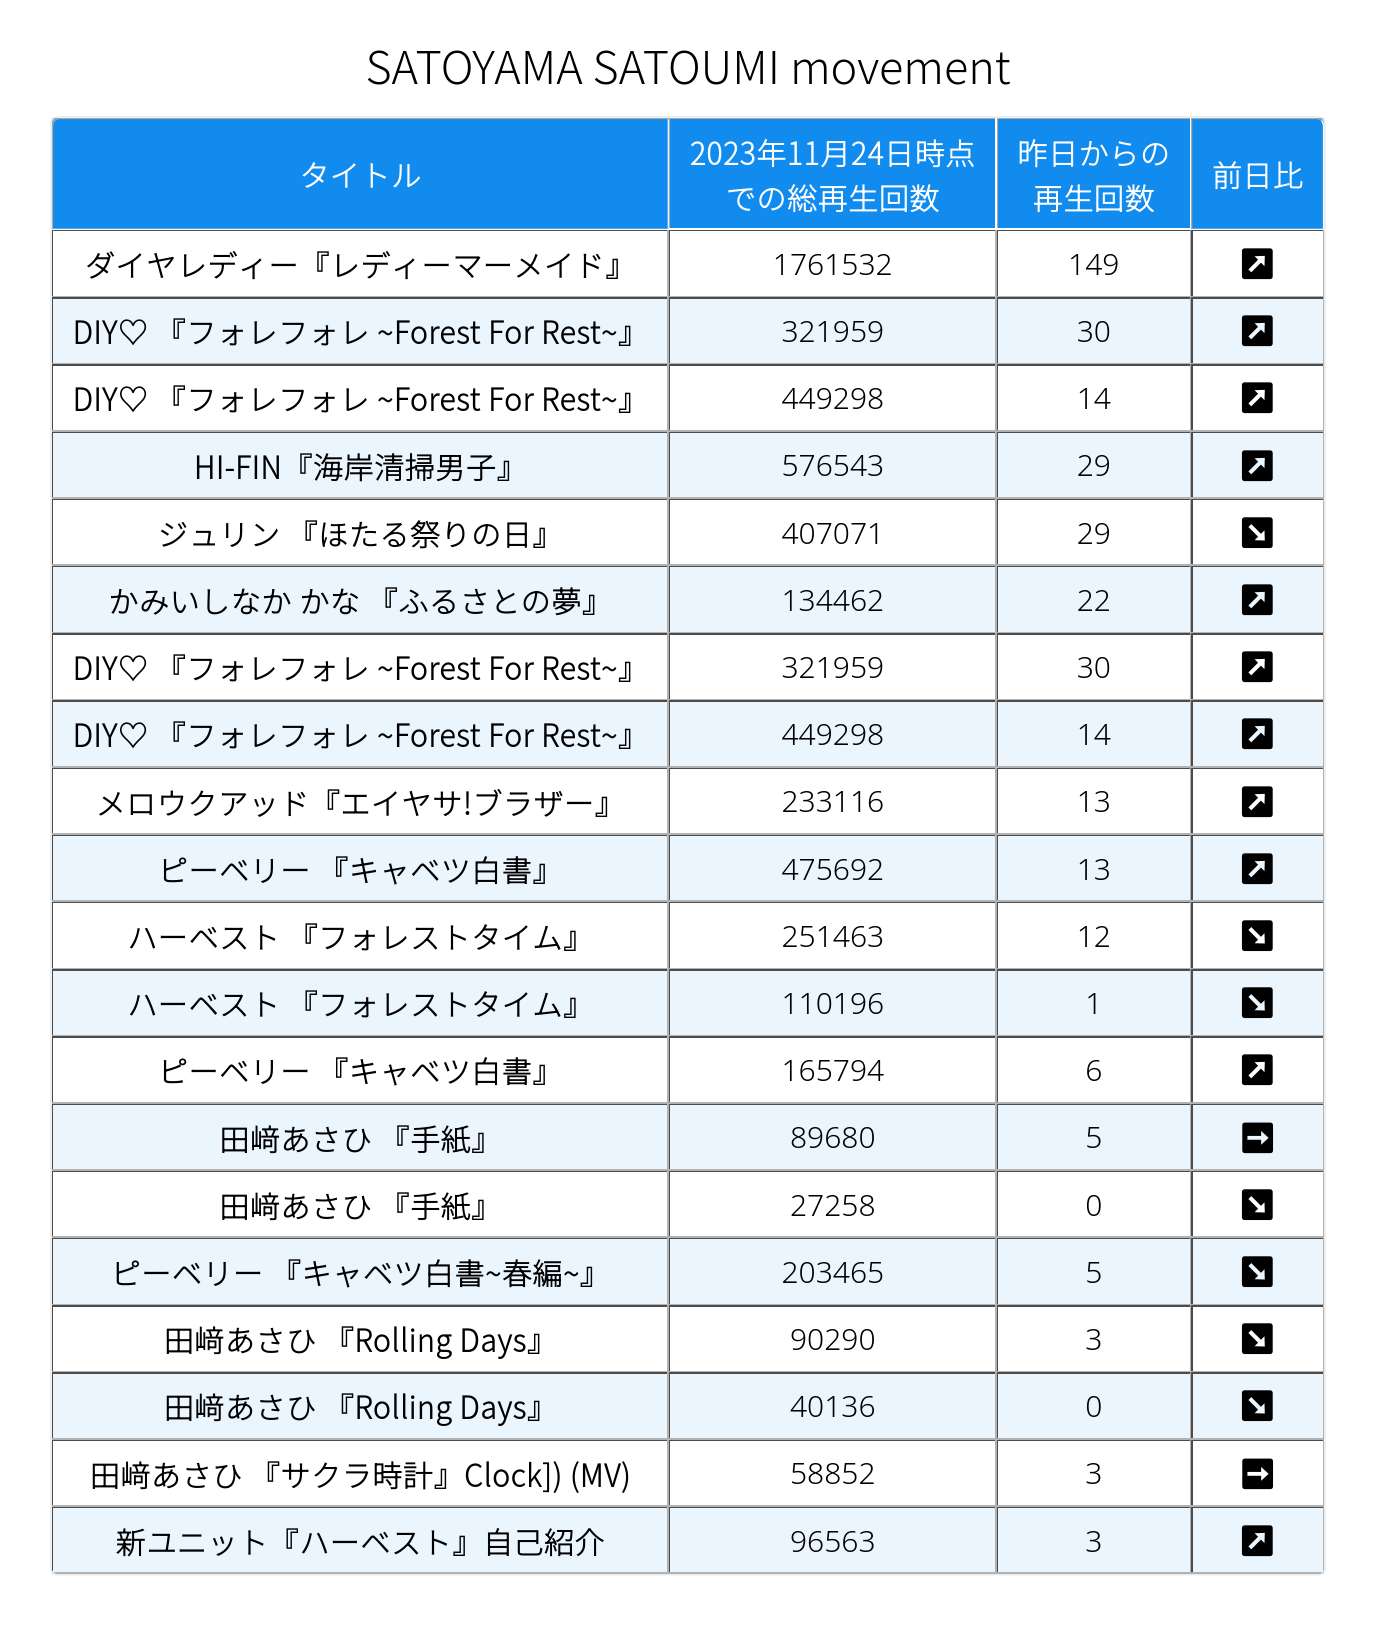 SATOYAMA SATOUMI movement
タイトル 2023年11月24日時点での総再生回数 昨日からの再生回数 前日比
ダイヤレディー『レディーマーメイド』 1761532 149 ↗
DIY♡ 『フォレフォレ ~Forest For Rest~』 321959 30 ↗
DIY♡ 『フォレフォレ ~Forest For Rest~』 449298 14 ↗
HI-FIN『海岸清掃男子』 576543 29 ↗
ジュリン 『ほたる祭りの日』 407071 29 ↘
かみいしなか かな 『ふるさとの夢』 134462 22 ↗
DIY♡ 『フォレフォレ ~Forest For Rest~』 321959 30 ↗
DIY♡ 『フォレフォレ ~Forest For Rest~』 449298 14 ↗
メロウクアッド『エイヤサ!ブラザー』 233116 13 ↗
ピーベリー 『キャベツ白書』 475692 13 ↗
ハーベスト 『フォレストタイム』 251463 12 ↘
ハーベスト 『フォレストタイム』 110196 1 ↘
ピーベリー 『キャベツ白書』 165794 6 ↗
田﨑あさひ 『手紙』 89680 5 →
田﨑あさひ 『手紙』 27258 0 ↘
ピーベリー 『キャベツ白書~春編~』 203465 5 ↘
田﨑あさひ 『Rolling Days』 90290 3 ↘
田﨑あさひ 『Rolling Days』 40136 0 ↘
田﨑あさひ 『サクラ時計』Clock]) (MV) 58852 3 →
新ユニット『ハーベスト』自己紹介 96563 3 ↗